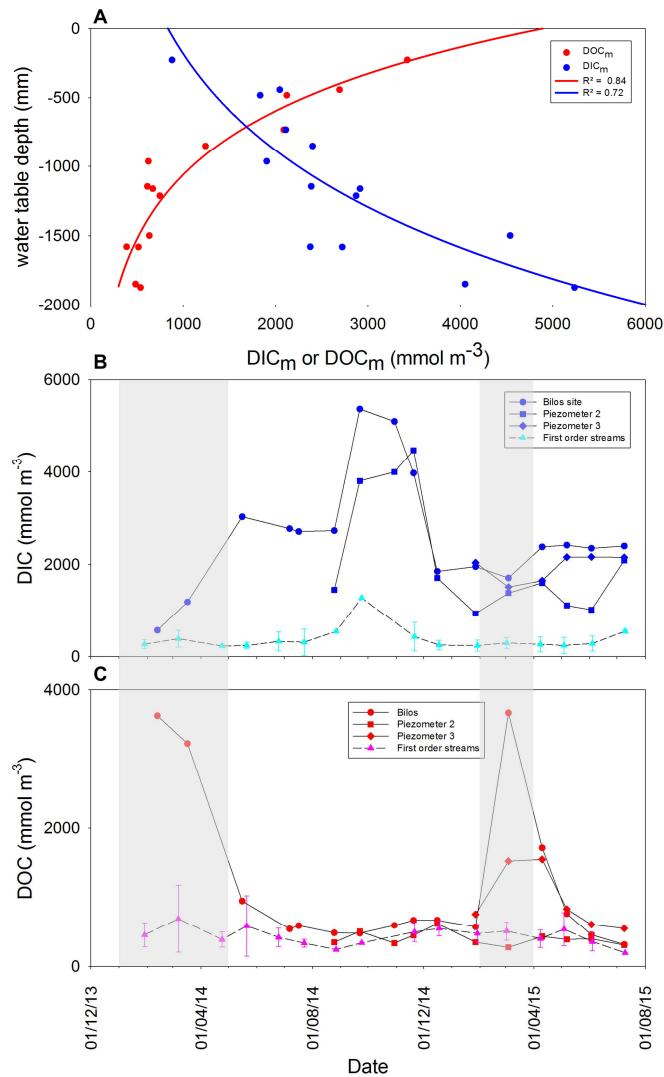 A
0
-500
-1000
-1500
-2000
water table depth (mm)
DOCm
DICm
R² = 0.84
R² = 0.72
0 1000 2000 3000 4000 5000 6000
DICm or DOCm (mmol m-3)
B
6000
4000
2000
0
DIC (mmol m-3)
Bilos site
Piezometer 2
Piezometer 3
First order streams
C
4000
2000
0
DOC (mmol m-3)
Bilos
Piezometer 2
Piezometer 3
First order streams
01/12/13 01/04/14 01/08/14 01/12/14 01/04/15 01/08/15
Date